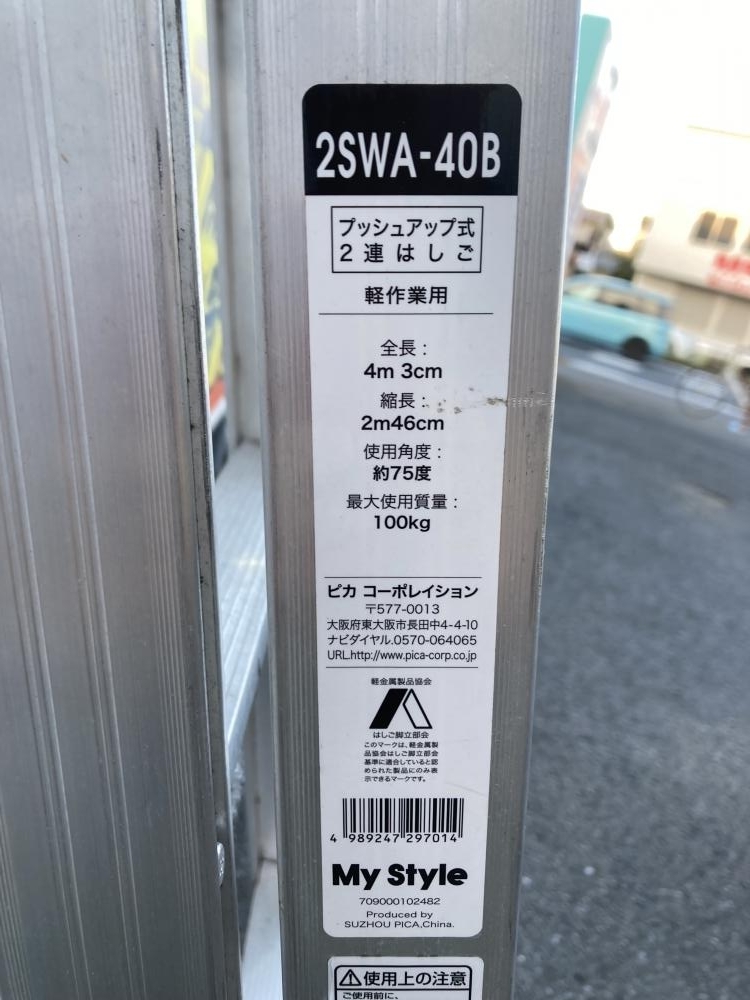 2SWA-40B
プッシュアップ式
2連はしご
軽作業用
全長:
4m 3cm
縮長:
2m46cm
使用角度:
約75度
最大使用質量:
100kg
ピカ コーポレイション
〒577-0013
大阪府東大阪市長田中4-4-10
ナビダイヤル.0570-064065
URL.http://www.pica-corp.co.jp
軽金属製品協会
はしご脚立部会
このマークは、軽金属製
品協会はしご脚立部会
基準に適合していると認
められた製品にのみ表
示できるマークです。
4 989247 297014
My Style
709000102482
Produced by
SUZHOU PICA,China.
⚠使用上の注意
ご使用前に、